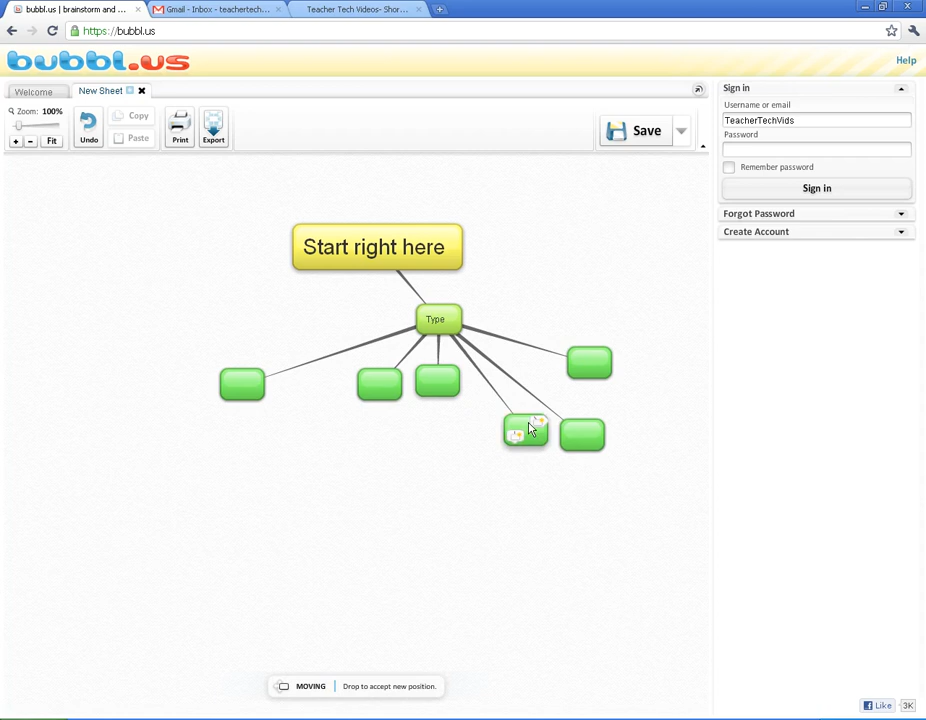 bubbl.us | brainstorm and ...
Gmail - Inbox - teachertech...
Teacher Tech Videos- Shor...
https://bubbl.us
bubbl.us
Help
Welcome
New Sheet
Zoom: 100%
+
-
Fit
Undo
Copy
Paste
Print
Export
Save
Sign in
Username or email
TeacherTechVids
Password
Remember password
Sign in
Forgot Password
Create Account
Start right here
Type
MOVING
Drop to accept new position.
Like
3K